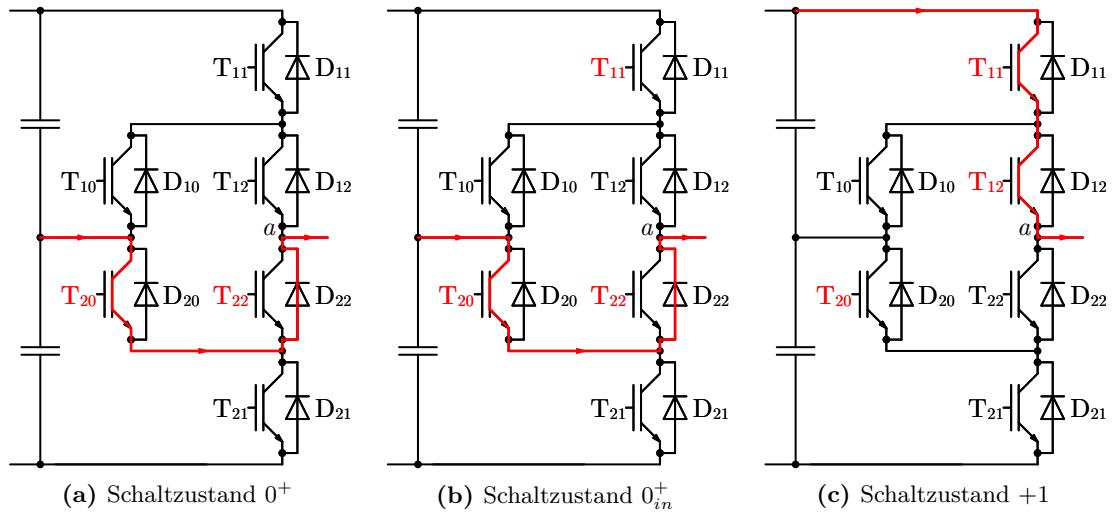 T11 D11 T11 D11 T11 D11
T10 D10 T12 D12 T10 D10 T12 D12 T10 D10 T12 D12
a a a
T20 D20 T22 D22 T20 D20 T22 D22 T20 D20 T22 D22
T21 D21 T21 D21 T21 D21
(a) Schaltzustand 0⁺ (b) Schaltzustand 0⁺in (c) Schaltzustand +1